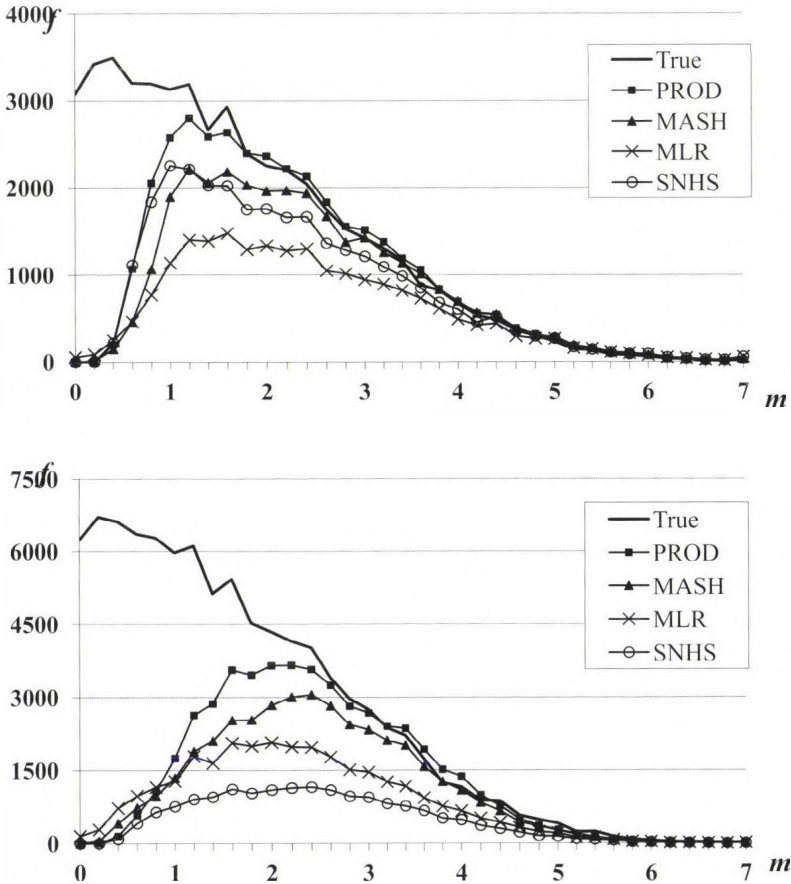 4000
f
3000
2000
1000
0
True
PROD
MASH
MLR
SNHS
0 1 2 3 4 5 6 7 m
f
7500
6000
4500
3000
1500
0
True
PROD
MASH
MLR
SNHS
0 1 2 3 4 5 6 7 m